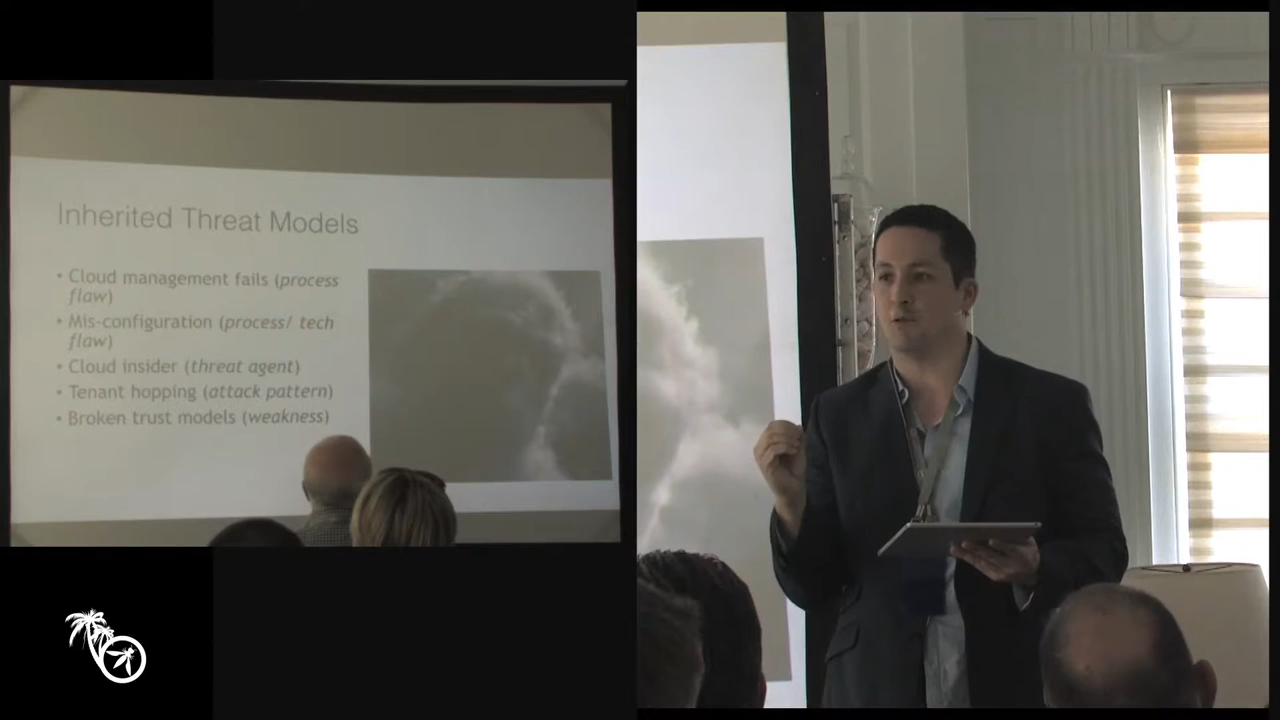 Inherited Threat Models
• Cloud management fails (process
flaw)
• Mis-configuration (process/ tech
flaw)
• Cloud insider (threat agent)
• Tenant hopping (attack pattern)
• Broken trust models (weakness)